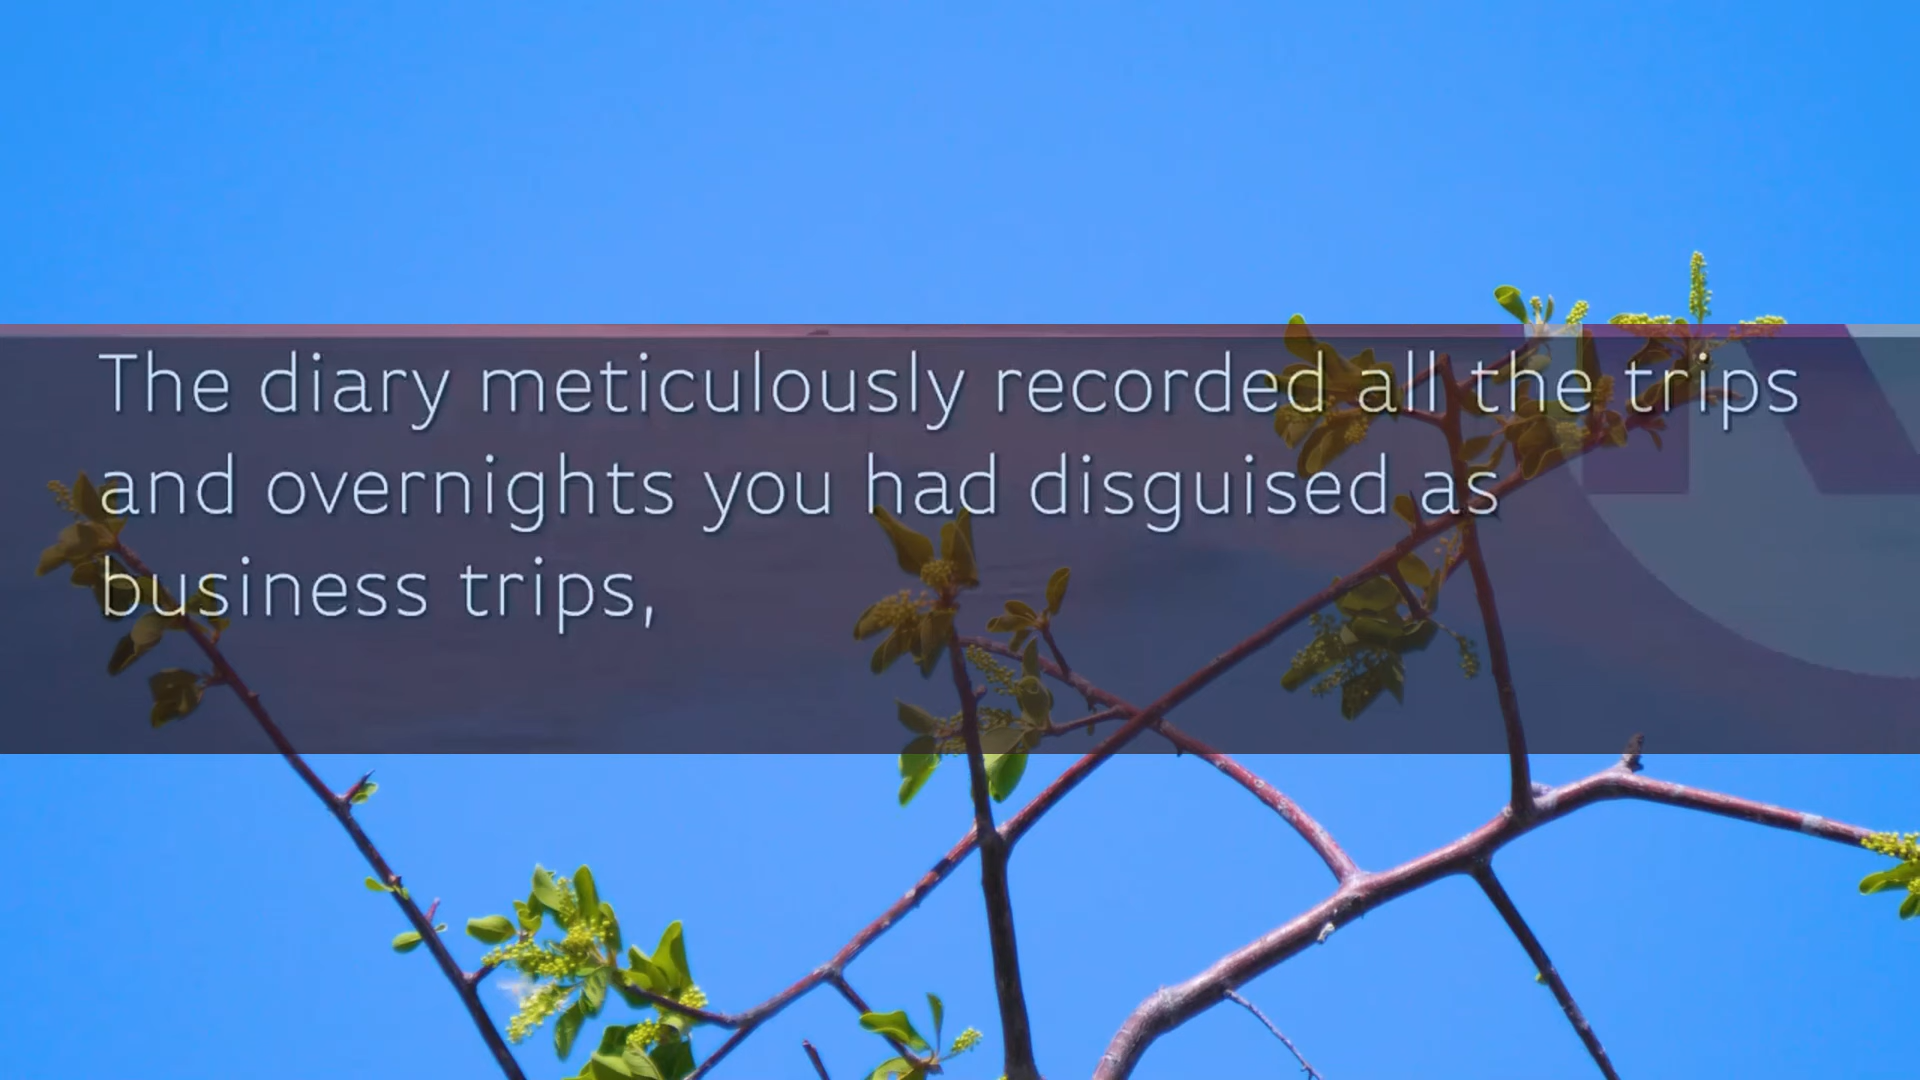 The diary meticulously recorded all the trips
and overnights you had disguised as
business trips,